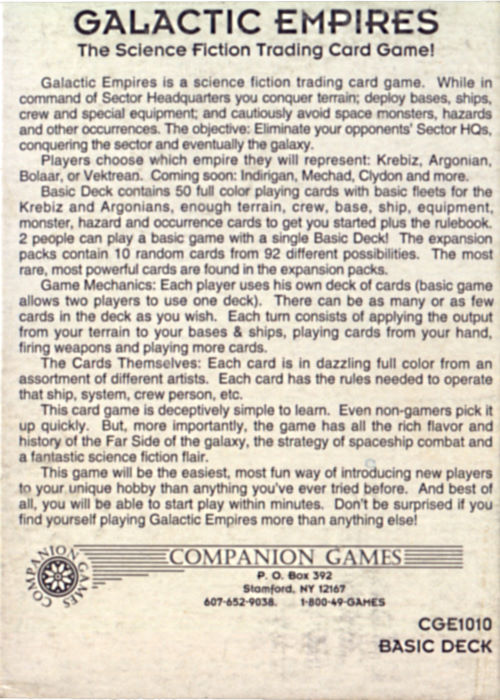 GALACTIC EMPIRES
The Science Fiction Trading Card Game!
Galactic Empires is a science fiction trading card game. While in
command of Sector Headquarters you conquer terrain; deploy bases, ships,
crew and special equipment; and cautiously avoid space monsters, hazards
and other occurrences. The objective: Eliminate your opponents' Sector HQs,
conquering the sector and eventually the galaxy.
Players choose which empire they will represent: Krebiz, Argonian,
Bolaar, or Vektrean. Coming soon: Indirigan, Mechad, Clydon and more.
Basic Deck contains 50 full color playing cards with basic fleets for the
Krebiz and Argonians, enough terrain, crew, base, ship, equipment,
monster, hazard and occurrence cards to get you started plus the rulebook.
2 people can play a basic game with a single Basic Deck! The expansion
packs contain 10 random cards from 92 different possibilities. The most
rare, most powerful cards are found in the expansion packs.
Game Mechanics: Each player uses his own deck of cards (basic game
allows two players to use one deck). There can be as many or as few
cards in the deck as you wish. Each turn consists of applying the output
from your terrain to your bases & ships, playing cards from your hand,
firing weapons and playing more cards.
The Cards Themselves: Each card is in dazzling full color from an
assortment of different artists. Each card has the rules needed to operate
that ship, system, crew person, etc.
This card game is deceptively simple to learn. Even non-gamers pick it
up quickly. But, more importantly, the game has all the rich flavor and
history of the Far Side of the galaxy, the strategy of spaceship combat and
a fantastic science fiction flair.
This game will be the easiest, most fun way of introducing new players
to your unique hobby than anything you've ever tried before. And best of
all, you will be able to start play within minutes. Don't be surprised if you
find yourself playing Galactic Empires more than anything else!
COMPANION GAMES
COMPANION GAMES
P. O. Box 392
Stamford, NY 12167
607-652-9038. 1-800-49-GAMES
CGE1010
BASIC DECK